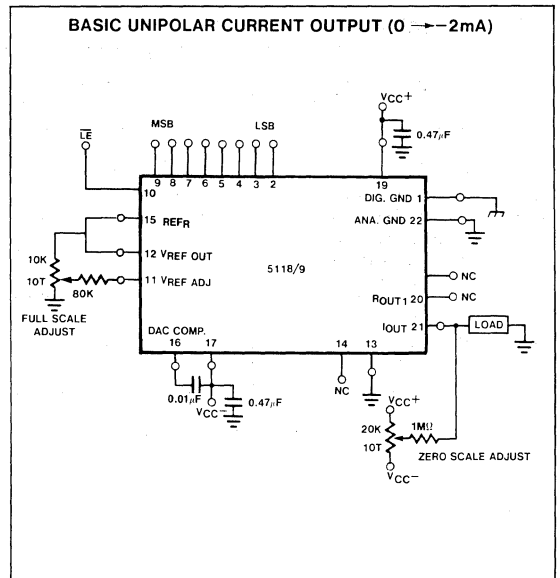 BASIC UNIPOLAR CURRENT OUTPUT (0 → −2mA)
VCC+
MSB LSB
LE
0.47μF
9 8 7 6 5 4 3 2
19
10
DIG. GND 1
15 REFR
ANA. GND 22
12 VREF OUT
10K
10T
5118/9
11 VREF ADJ
80K
NC
ROUT1 20 NC
FULL SCALE
ADJUST
IOUT 21 LOAD
DAC COMP.
16 17 14 13
0.01μF
VCC− 0.47μF
NC
VCC+
20K
10T
1MΩ
ZERO SCALE ADJUST
VCC−